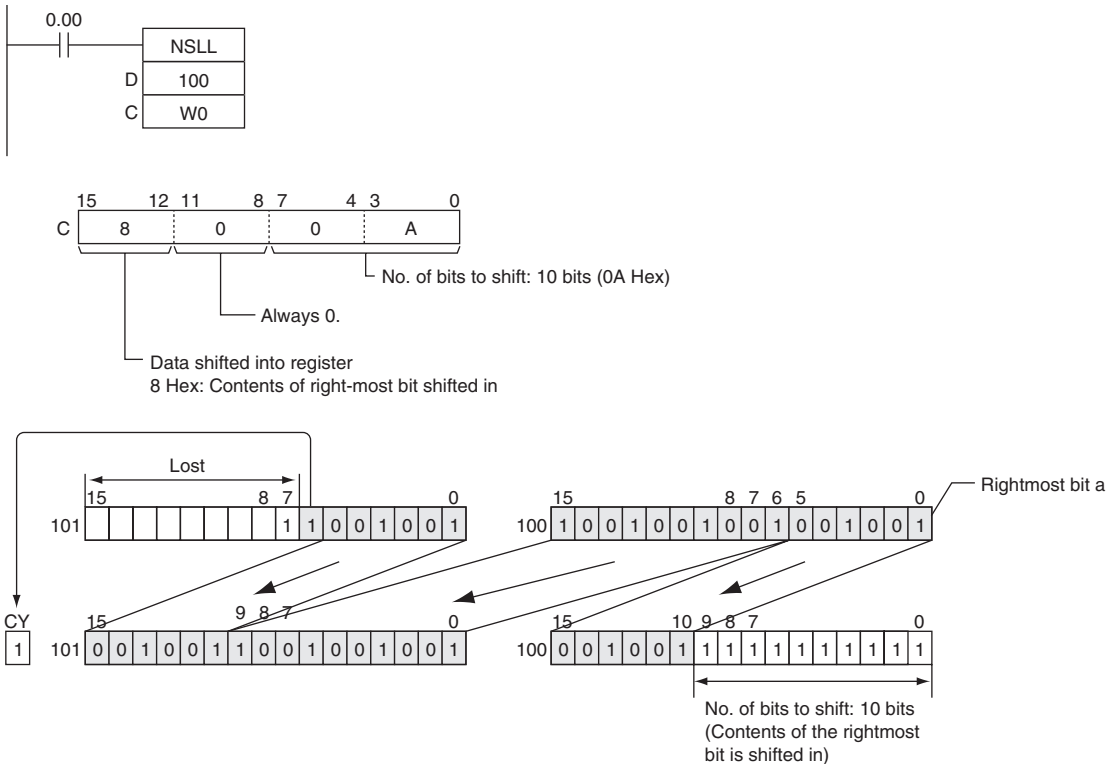 0.00
NSLL
D 100
C W0
15 12 11 8 7 4 3 0
C 8 0 0 A
No. of bits to shift: 10 bits (0A Hex)
Always 0.
Data shifted into register
8 Hex: Contents of right-most bit shifted in
Lost
15 8 7 0 15 8 7 6 5 0
Rightmost bit a
101 1 1 0 0 1 0 0 1 100 1 0 0 1 0 0 1 0 0 1 0 0 1 0 0 1
CY 15 9 8 7 0 15 10 9 8 7 0
1 101 0 0 1 0 0 1 1 0 0 1 0 0 1 0 0 1 100 0 0 1 0 0 1 1 1 1 1 1 1 1 1 1 1
No. of bits to shift: 10 bits
(Contents of the rightmost
bit is shifted in)